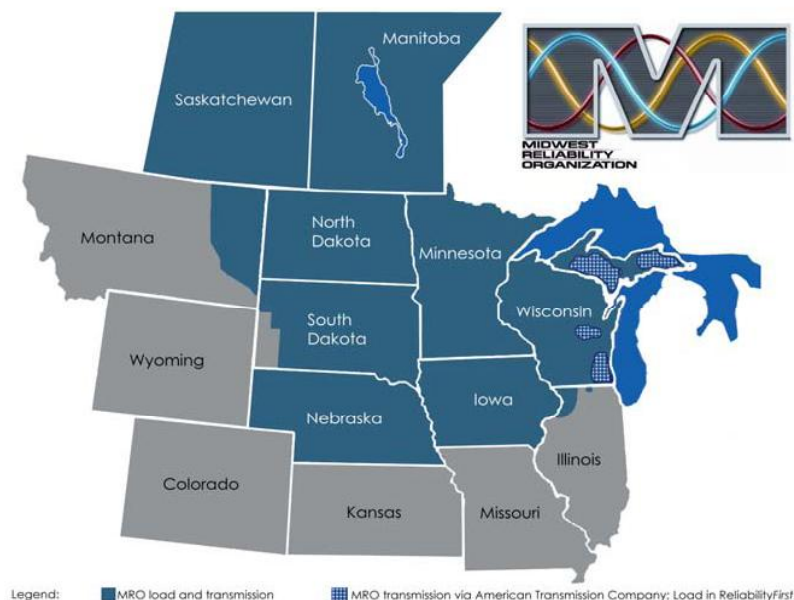 Manitoba
Saskatchewan
MIDWEST
RELIABILITY
ORGANIZATION
Montana
North
Dakota
Minnesota
South
Dakota
Wisconsin
Wyoming
Nebraska
Iowa
Illinois
Colorado
Kansas
Missouri
Legend:
MRO load and transmission
MRO transmission via American Transmission Company; Load in ReliabilityFirst